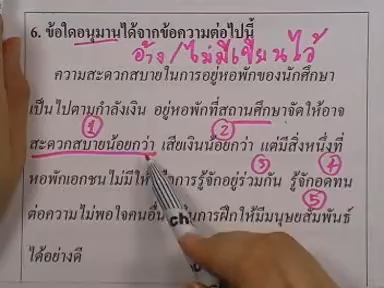 6. ข้อใดอนุมานได้จากข้อความต่อไปนี้
อ้าง/ไม่มีเขียนไว้
ความสะดวกสบายในการอยู่หอพักของนักศึกษา
เป็นไปตามกำลังเงิน อยู่หอพักที่สถานศึกษาจัดให้อาจ
1 2
สะดวกสบายน้อยกว่า เสียเงินน้อยกว่า แต่มีสิ่งหนึ่งที่
3 4
หอพักเอกชนไม่มีให้ การรู้จักอยู่ร่วมกัน รู้จักอดทน
5
ต่อความไม่พอใจคนอื่น ในการฝึกให้มีมนุษยสัมพันธ์
ได้อย่างดี
ch